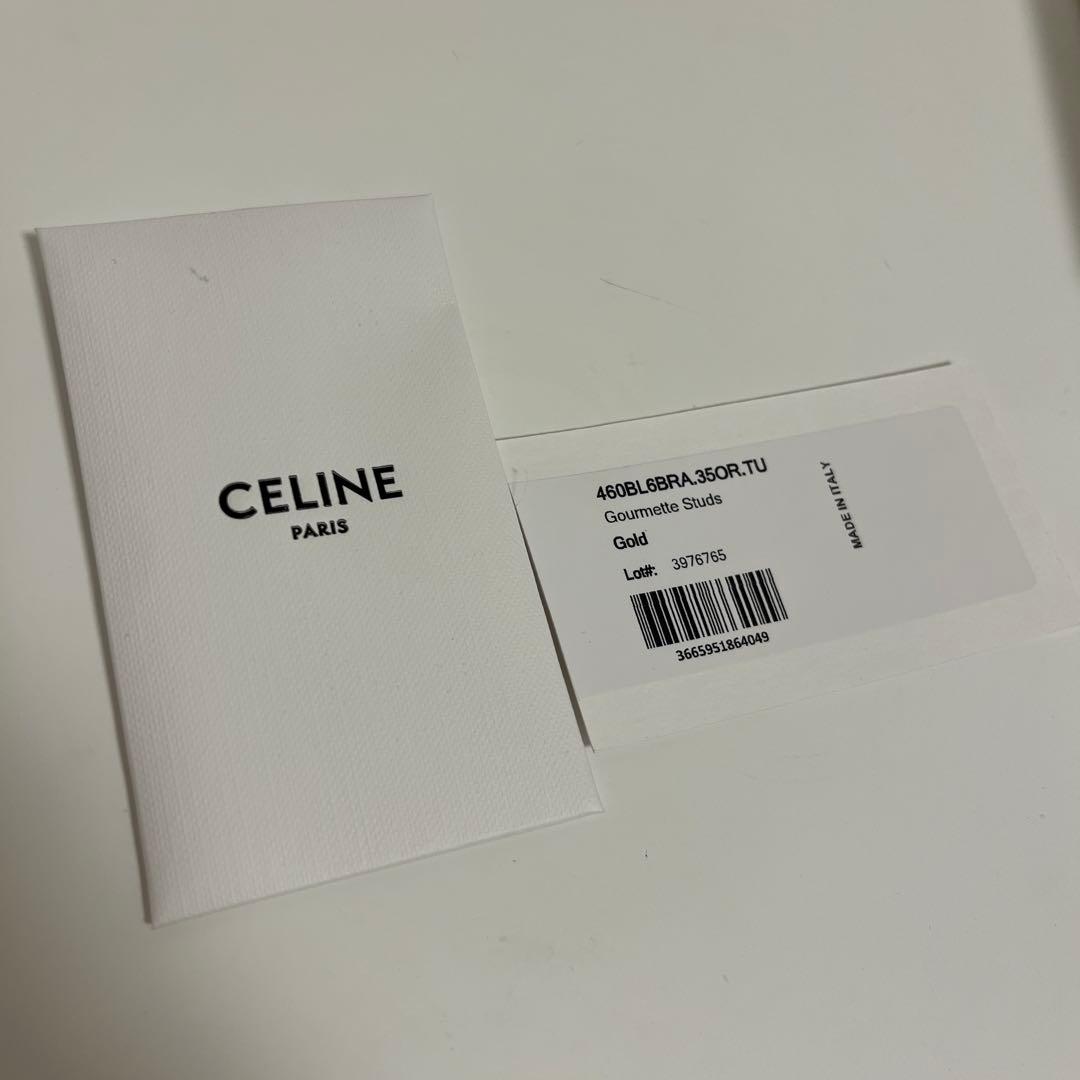 CELINE
PARIS
460BL6BRA.35OR.TU
Gourmette Studs
Gold
Lot#: 3976765
3665951864049
MADE IN ITALY